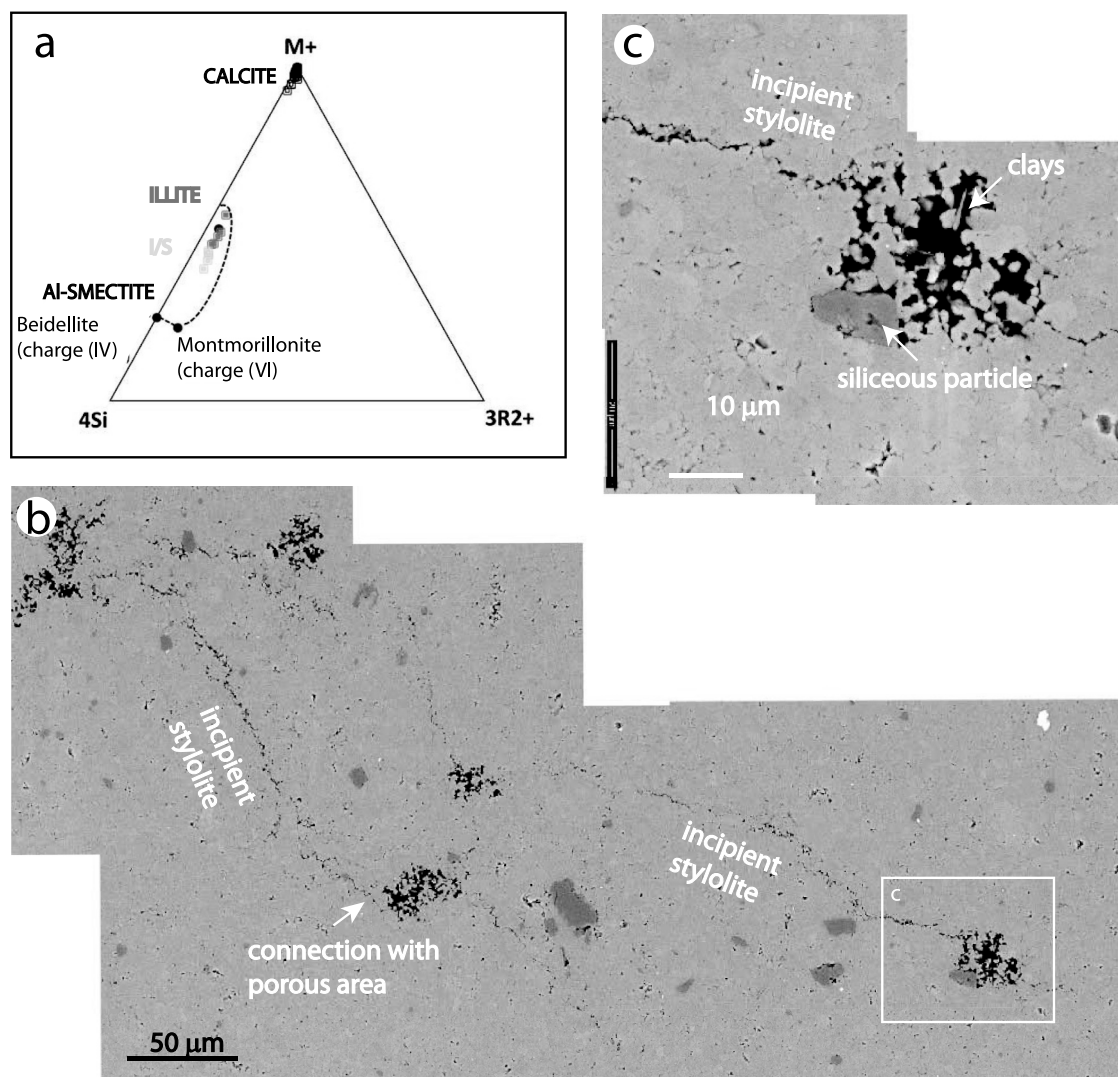 a
M+
CALCITE
ILLITE
I/S
Al-SMECTITE
Beidellite
(charge (IV)
Montmorillonite
(charge (VI)
4Si
3R2+
c
incipient
stylolite
clays
siliceous particle
10 µm
b
incipient
stylolite
incipient
stylolite
c
connection with
porous area
50 µm